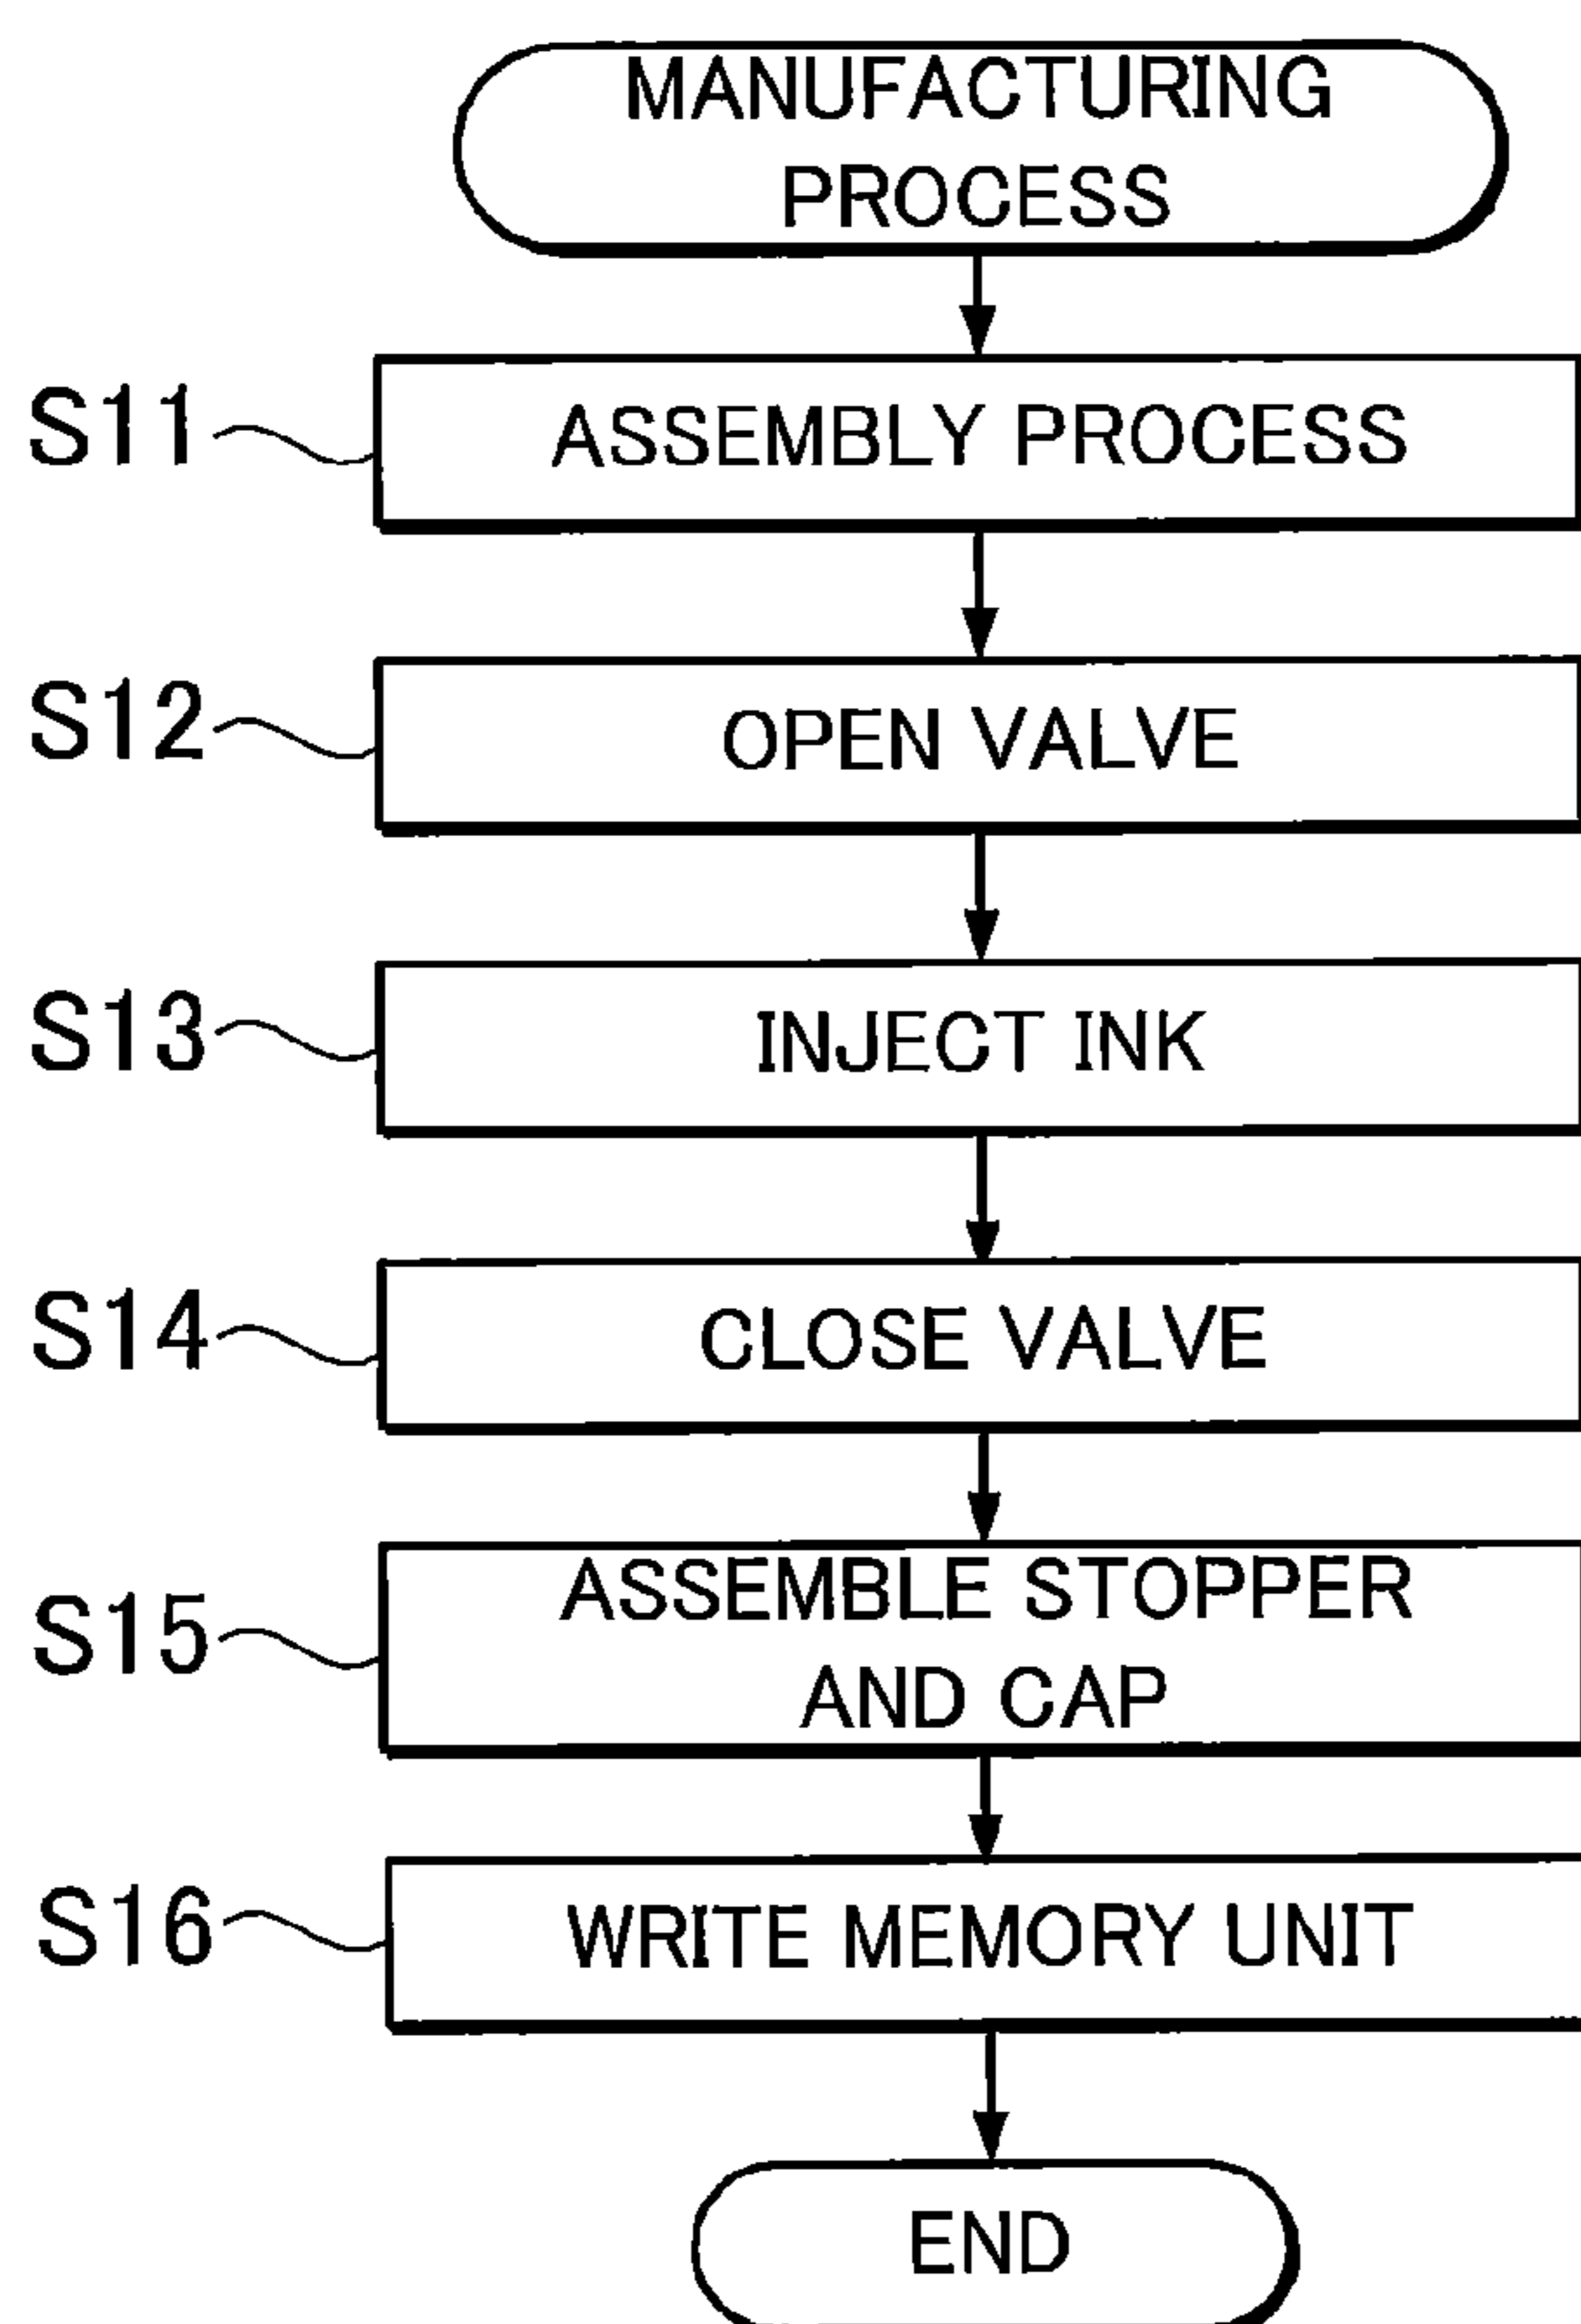 MANUFACTURING
PROCESS
S11 ASSEMBLY PROCESS
S12 OPEN VALVE
S13 INJECT INK
S14 CLOSE VALVE
S15 ASSEMBLE STOPPER
AND CAP
S16 WRITE MEMORY UNIT
END